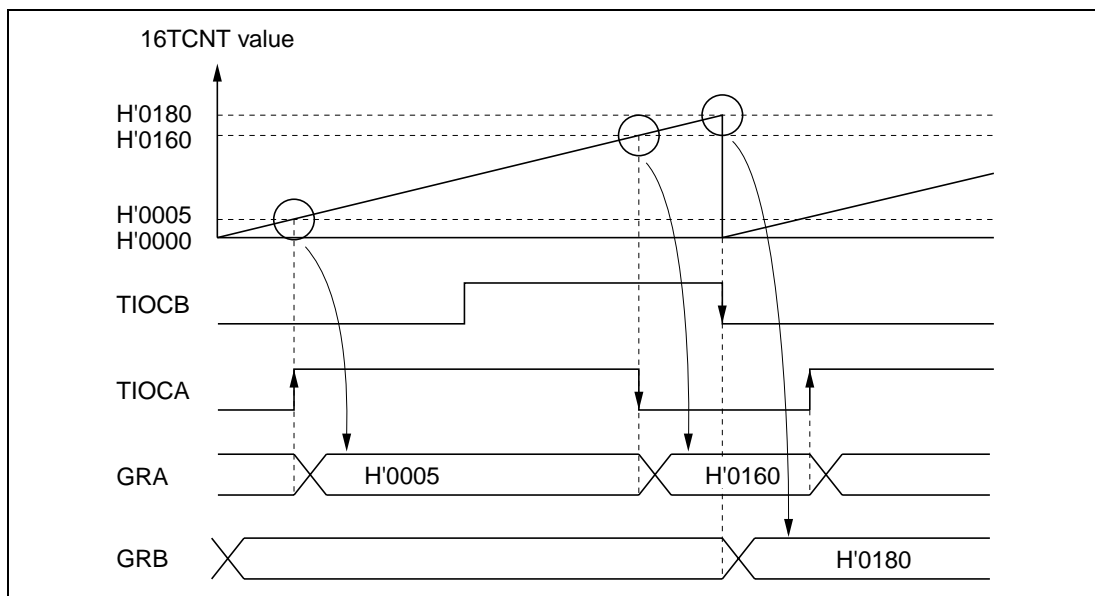 16TCNT value
H'0180
H'0160
H'0005
H'0000
TIOCB
TIOCA
GRA
H'0005
H'0160
GRB
H'0180